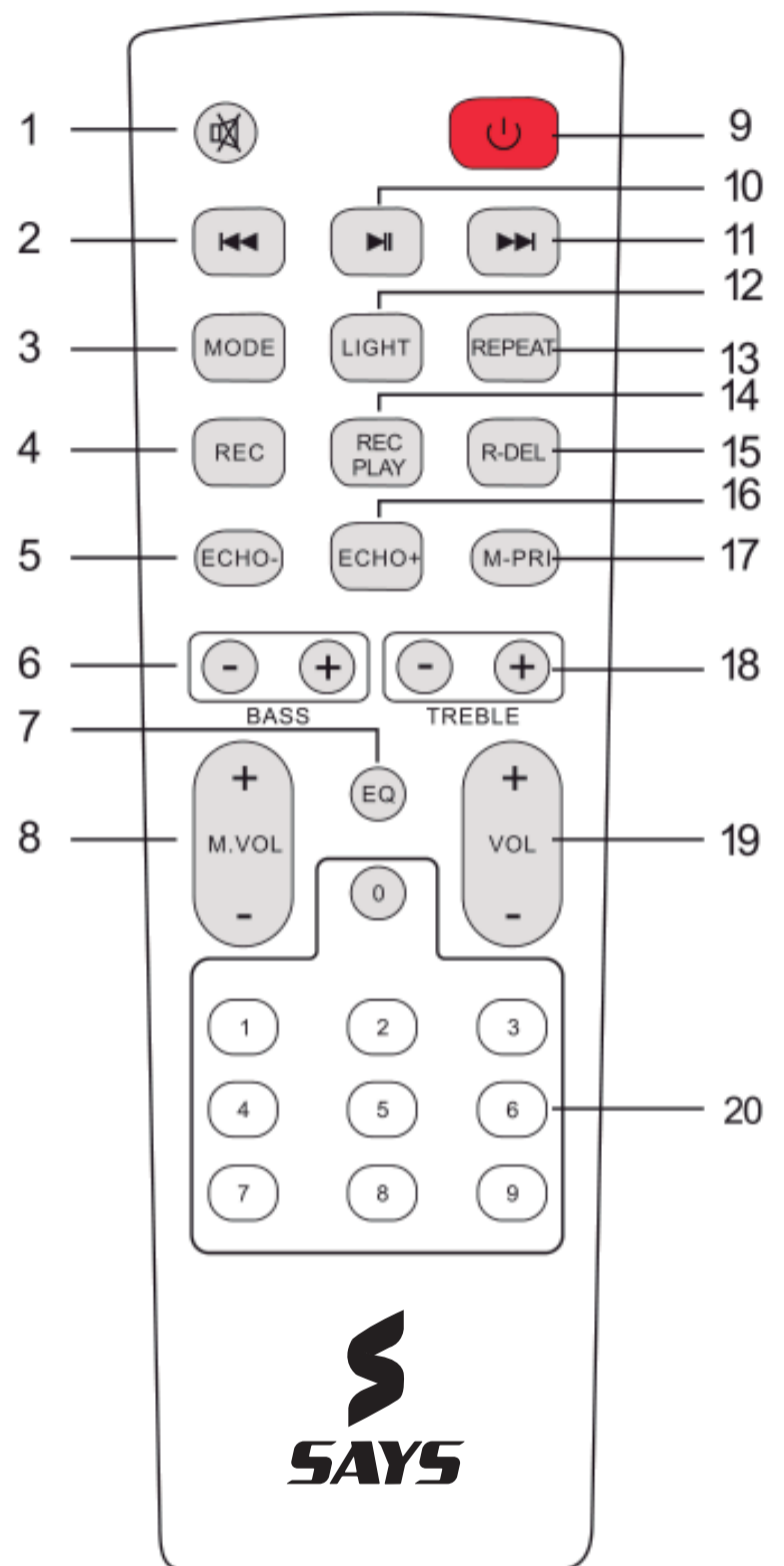 1 9
10
2 11
12
3 MODE LIGHT REPEAT 13
14
4 REC REC PLAY R-DEL 15
16
5 ECHO- ECHO+ M-PRI 17
6 - + - + 18
BASS TREBLE
7
+ EQ +
8 M.VOL VOL 19
- 0 -
1 2 3
4 5 6 20
7 8 9
SAYS